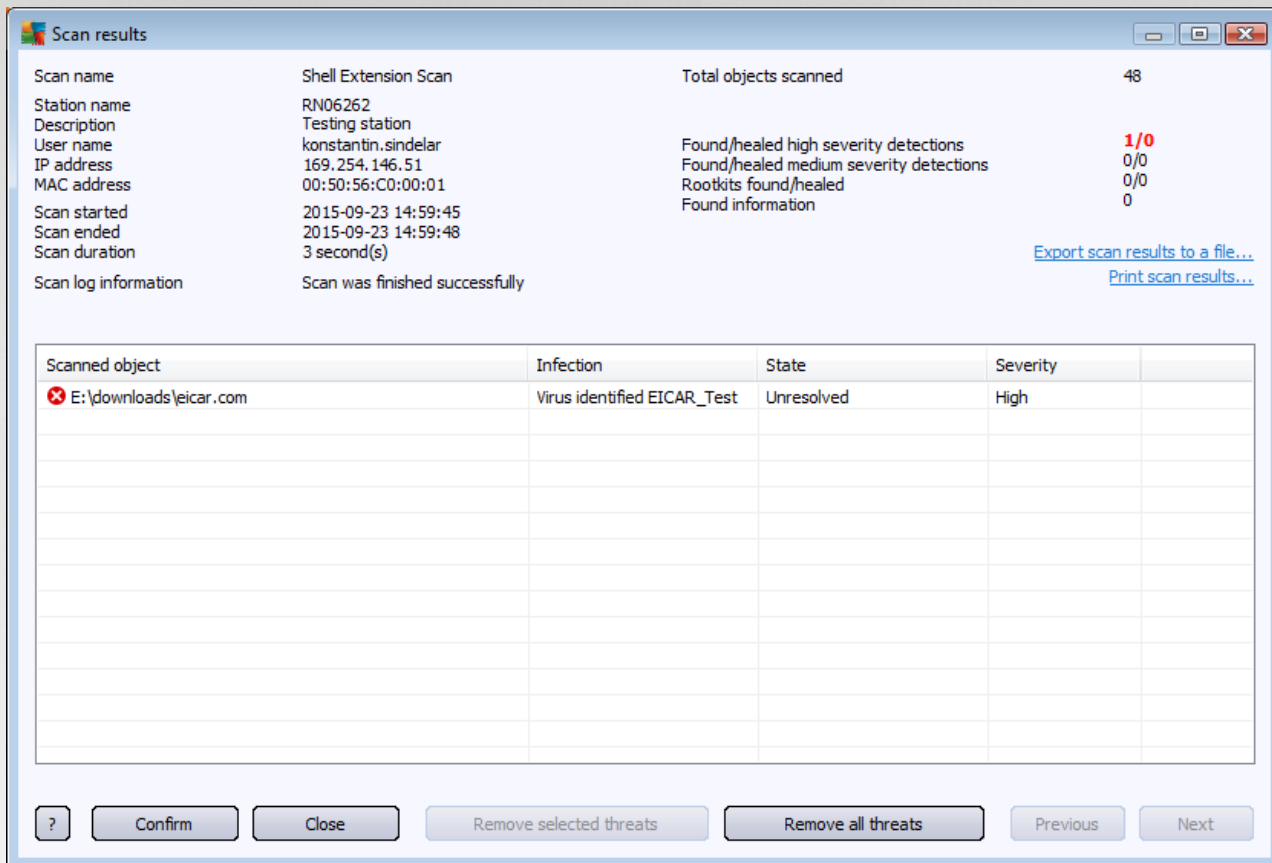 Scan results
Scan name Shell Extension Scan Total objects scanned 48
Station name RN06262
Description Testing station
User name konstantin.sindelar Found/healed high severity detections 1/0
IP address 169.254.146.51 Found/healed medium severity detections 0/0
MAC address 00:50:56:C0:00:01 Rootkits found/healed 0/0
Found information 0
Scan started 2015-09-23 14:59:45
Scan ended 2015-09-23 14:59:48
Scan duration 3 second(s) Export scan results to a file...
Scan log information Scan was finished successfully Print scan results...
Scanned object Infection State Severity
E:\downloads\eicar.com Virus identified EICAR_Test Unresolved High
? Confirm Close Remove selected threats Remove all threats Previous Next